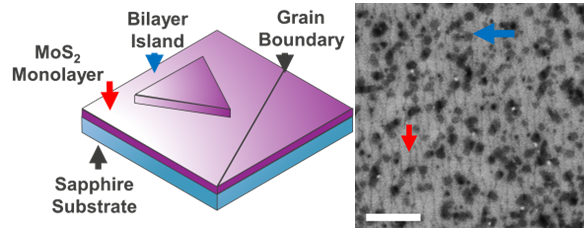 Bilayer
Island
Grain
Boundary
MoS₂
Monolayer
Sapphire
Substrate